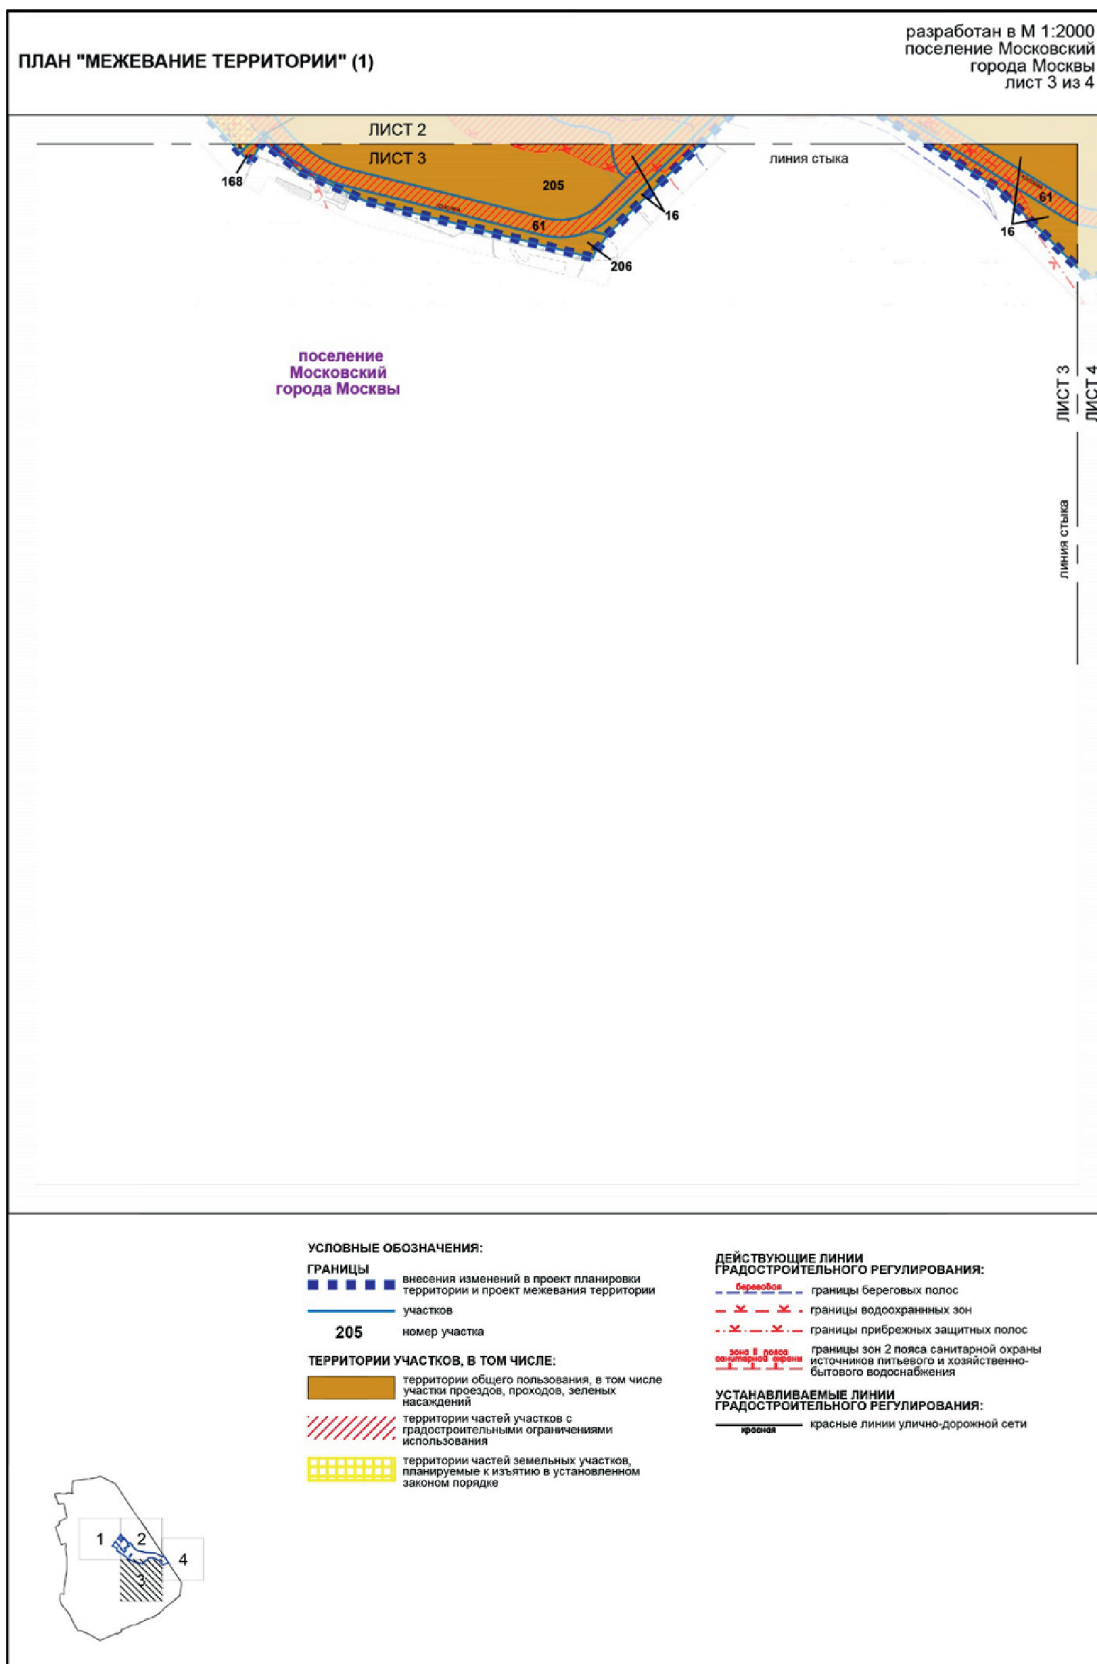 разработан в М 1:2000
поселение Московский
города Москвы
лист 3 из 4
ПЛАН "МЕЖЕВАНИЕ ТЕРРИТОРИИ" (1)
ЛИСТ 2
ЛИСТ 3
линия стыка
168
205
61
16
206
61
16
поселение
Московский
города Москвы
ЛИСТ 3
ЛИСТ 4
линия стыка
УСЛОВНЫЕ ОБОЗНАЧЕНИЯ:
ГРАНИЦЫ
внесения изменений в проект планировки
территории и проект межевания территории
участков
205
номер участка
ТЕРРИТОРИИ УЧАСТКОВ, В ТОМ ЧИСЛЕ:
территории общего пользования, в том числе
участки проездов, проходов, зеленых
насаждений
территории частей участков с
градостроительными ограничениями
использования
территории частей земельных участков,
планируемые к изъятию в установленном
законом порядке
ДЕЙСТВУЮЩИЕ ЛИНИИ
ГРАДОСТРОИТЕЛЬНОГО РЕГУЛИРОВАНИЯ:
береговая
границы береговых полос
границы водоохраннных зон
границы прибрежных защитных полос
зона II пояса
санитарной охраны
границы зон 2 пояса санитарной охраны
источников питьевого и хозяйственно-
бытового водоснабжения
УСТАНАВЛИВАЕМЫЕ ЛИНИИ
ГРАДОСТРОИТЕЛЬНОГО РЕГУЛИРОВАНИЯ:
красная
красные линии улично-дорожной сети
1
2
3
4